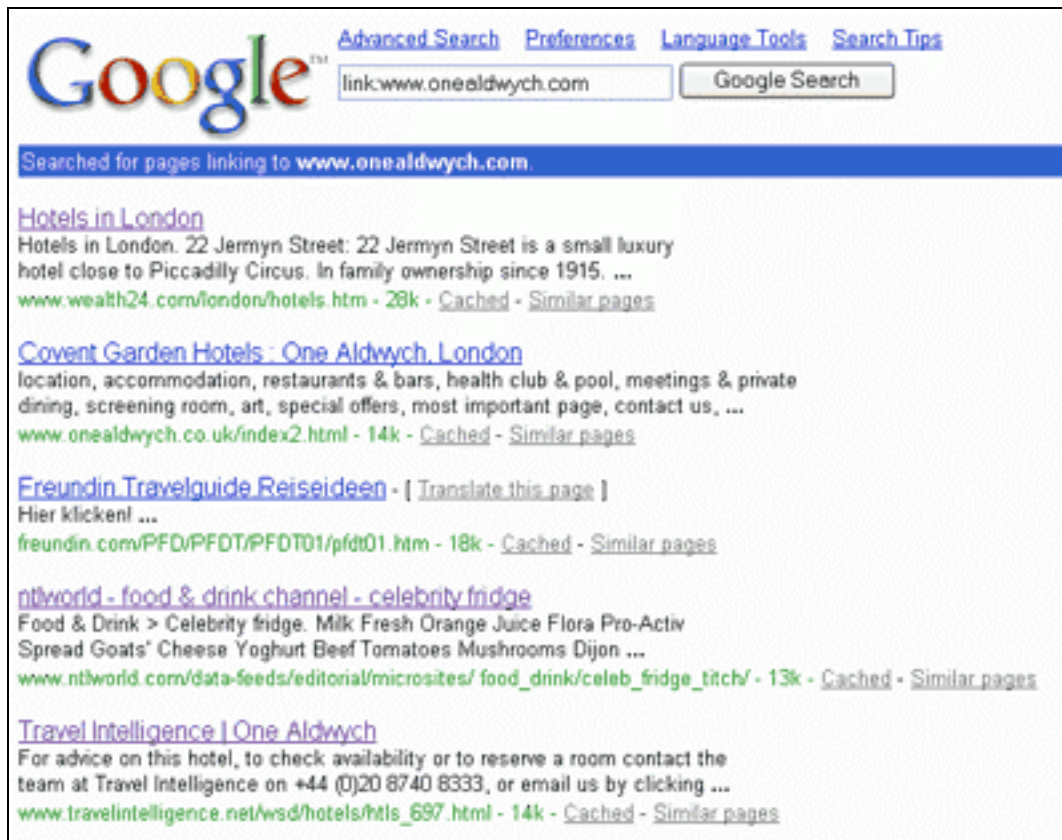 Google™
Advanced Search Preferences Language Tools Search Tips
link:www.onealdwych.com Google Search
Searched for pages linking to www.onealdwych.com.
Hotels in London
Hotels in London. 22 Jermyn Street: 22 Jermyn Street is a small luxury
hotel close to Piccadilly Circus. In family ownership since 1915. ...
www.wealth24.com/london/hotels.htm - 28k - Cached - Similar pages
Covent Garden Hotels : One Aldwych, London
location, accommodation, restaurants & bars, health club & pool, meetings & private
dining, screening room, art, special offers, most important page, contact us, ...
www.onealdwych.co.uk/index2.html - 14k - Cached - Similar pages
Freundin.Travelguide.Reiseideen - [ Translate this page ]
Hier klicken! ...
freundin.com/PFD/PFDT/PFDT01/pfdt01.htm - 18k - Cached - Similar pages
ntlworld - food & drink channel - celebrity fridge
Food & Drink > Celebrity fridge. Milk Fresh Orange Juice Flora Pro-Activ
Spread Goats' Cheese Yoghurt Beef Tomatoes Mushrooms Dijon ...
www.ntlworld.com/data-feeds/editorial/microsites/ food_drink/celeb_fridge_titch/ - 13k - Cached - Similar pages
Travel Intelligence | One Aldwych
For advice on this hotel, to check availability or to reserve a room contact the
team at Travel Intelligence on +44 (0)20 8740 8333, or email us by clicking ...
www.travelintelligence.net/wsd/hotels/htls_697.html - 14k - Cached - Similar pages